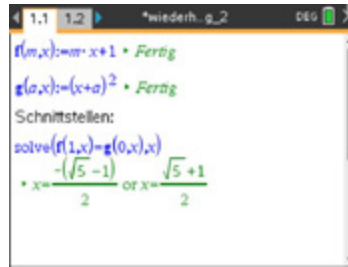 1.1 1.2 *wiederh...g_2 DEG
f(m,x):=m·x+1 • Fertig
g(a,x):=(x+a)² • Fertig
Schnittstellen:
solve(f(1,x)=g(0,x),x)
• x=-(√5-1)/2 or x=(√5+1)/2